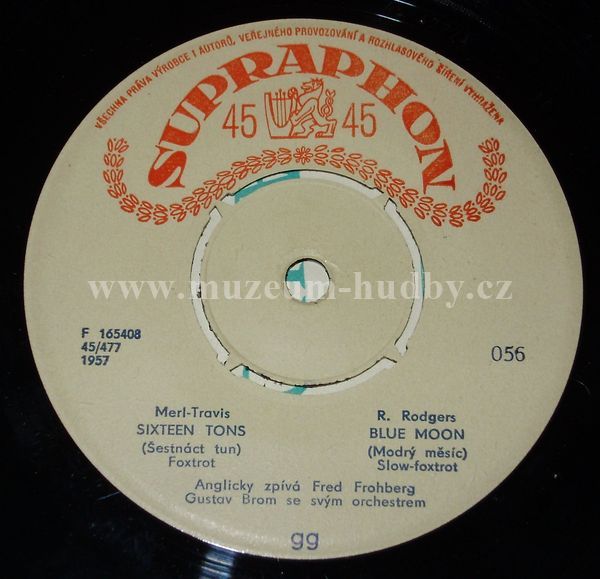 VŠECHNA PRÁVA VÝROBCE I AUTORŮ, VEŘEJNÉHO PROVOZOVÁNÍ A ROZHLASOVÉHO ŠÍŘENÍ VYHRAŽENA
SUPRAPHON
45 45
www.muzeum-hudby.cz
F 165408
45/477
1957
056
Merl-Travis
SIXTEEN TONS
(Šestnáct tun)
Foxtrot
R. Rodgers
BLUE MOON
(Modrý měsíc)
Slow-foxtrot
Anglicky zpívá Fred Frohberg
Gustav Brom se svým orchestrem
gg